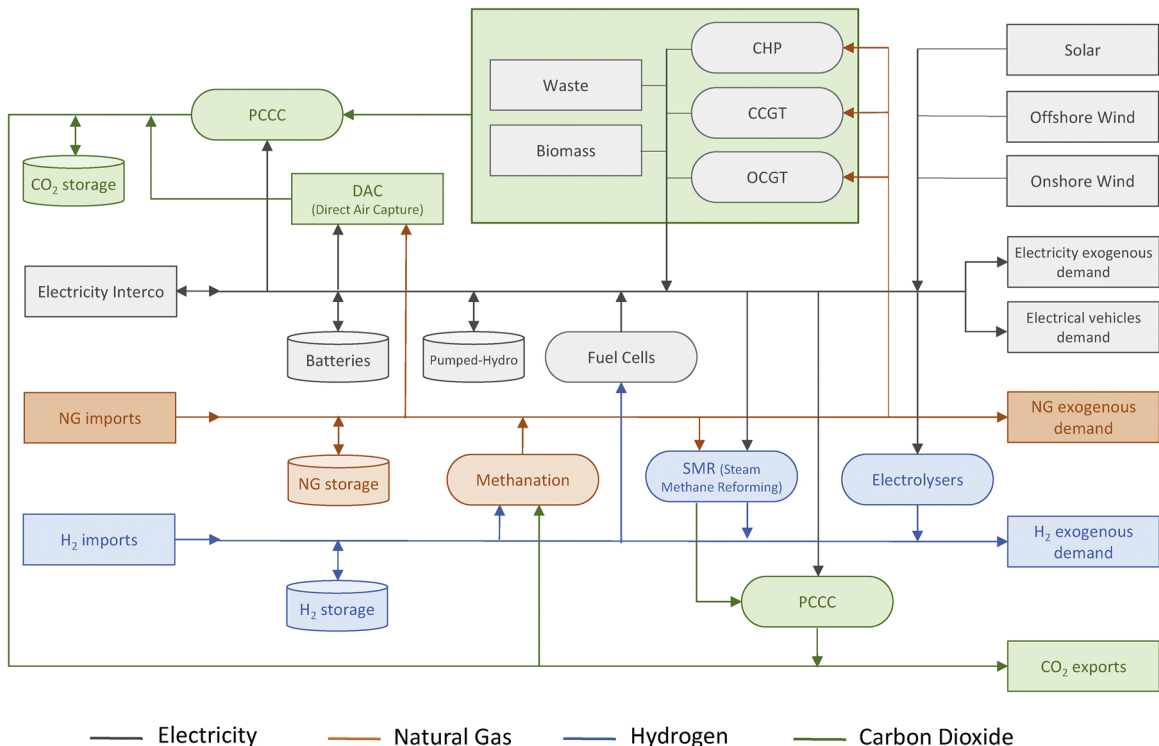 CHP
Solar
Waste
PCCC
CCGT
Offshore Wind
Biomass
OCGT
Onshore Wind
CO₂ storage
DAC
(Direct Air Capture)
Electricity Interco
Electricity exogenous
demand
Batteries
Pumped-Hydro
Fuel Cells
Electrical vehicles
demand
NG imports
NG exogenous
demand
NG storage
Methanation
SMR (Steam
Methane Reforming)
Electrolysers
H₂ imports
H₂ exogenous
demand
H₂ storage
PCCC
CO₂ exports
Electricity
Natural Gas
Hydrogen
Carbon Dioxide